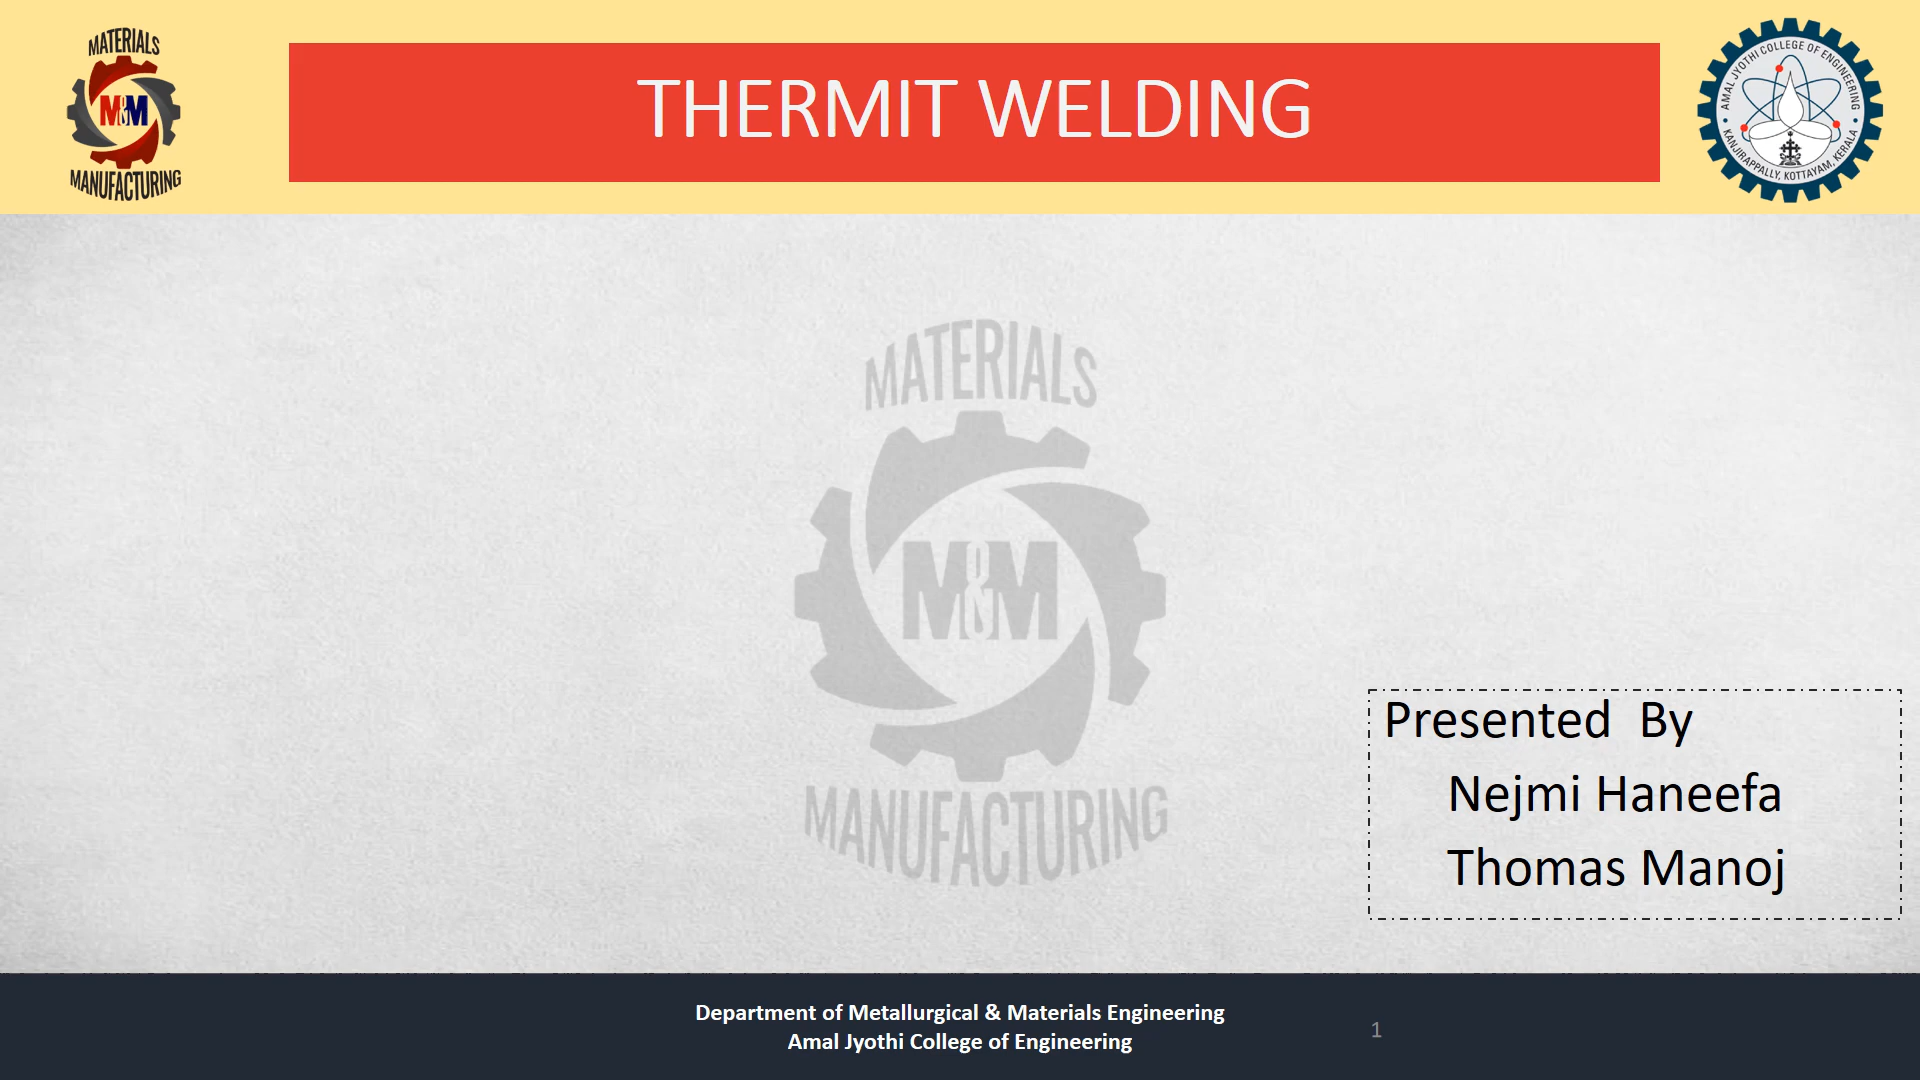 MATERIALS
M&M
MANUFACTURING
THERMIT WELDING
AMAL JYOTHI COLLEGE OF ENGINEERING
KANJIRAPPALLY, KOTTAYAM, KERALA
MATERIALS
M&M
MANUFACTURING
Presented By
Nejmi Haneefa
Thomas Manoj
Department of Metallurgical & Materials Engineering
Amal Jyothi College of Engineering
1